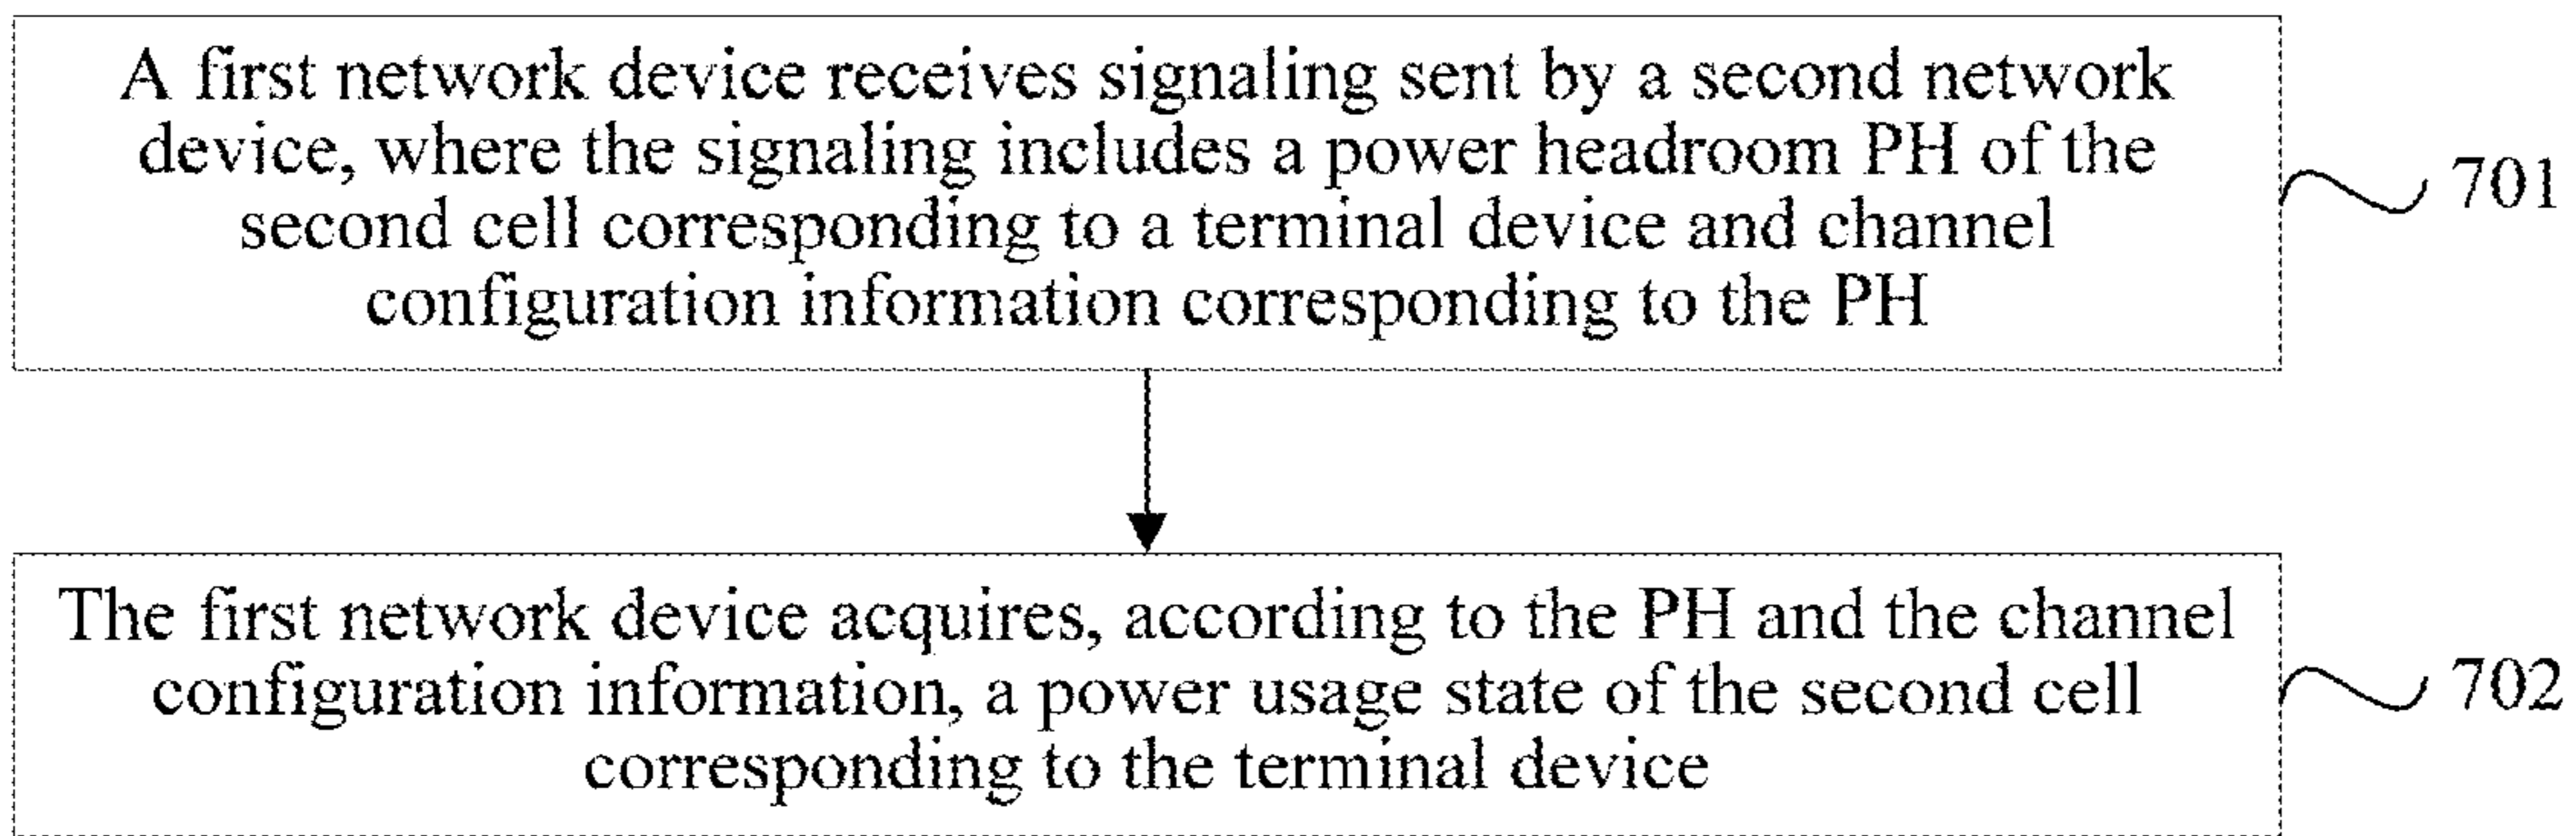 A first network device receives signaling sent by a second network
device, where the signaling includes a power headroom PH of the
second cell corresponding to a terminal device and channel
configuration information corresponding to the PH
701
The first network device acquires, according to the PH and the channel
configuration information, a power usage state of the second cell
corresponding to the terminal device
702